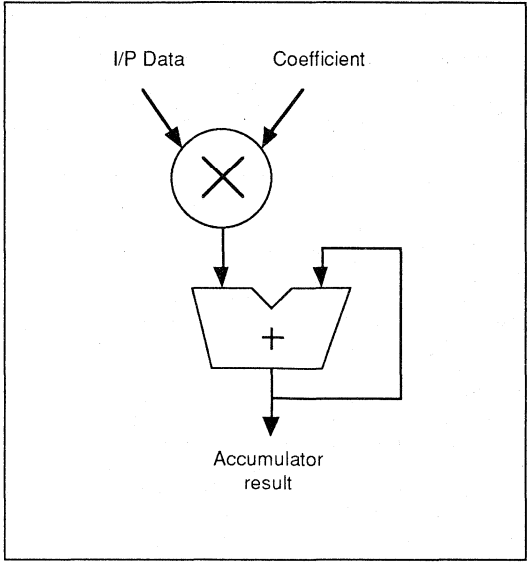 I/P Data
Coefficient
+
Accumulator
result